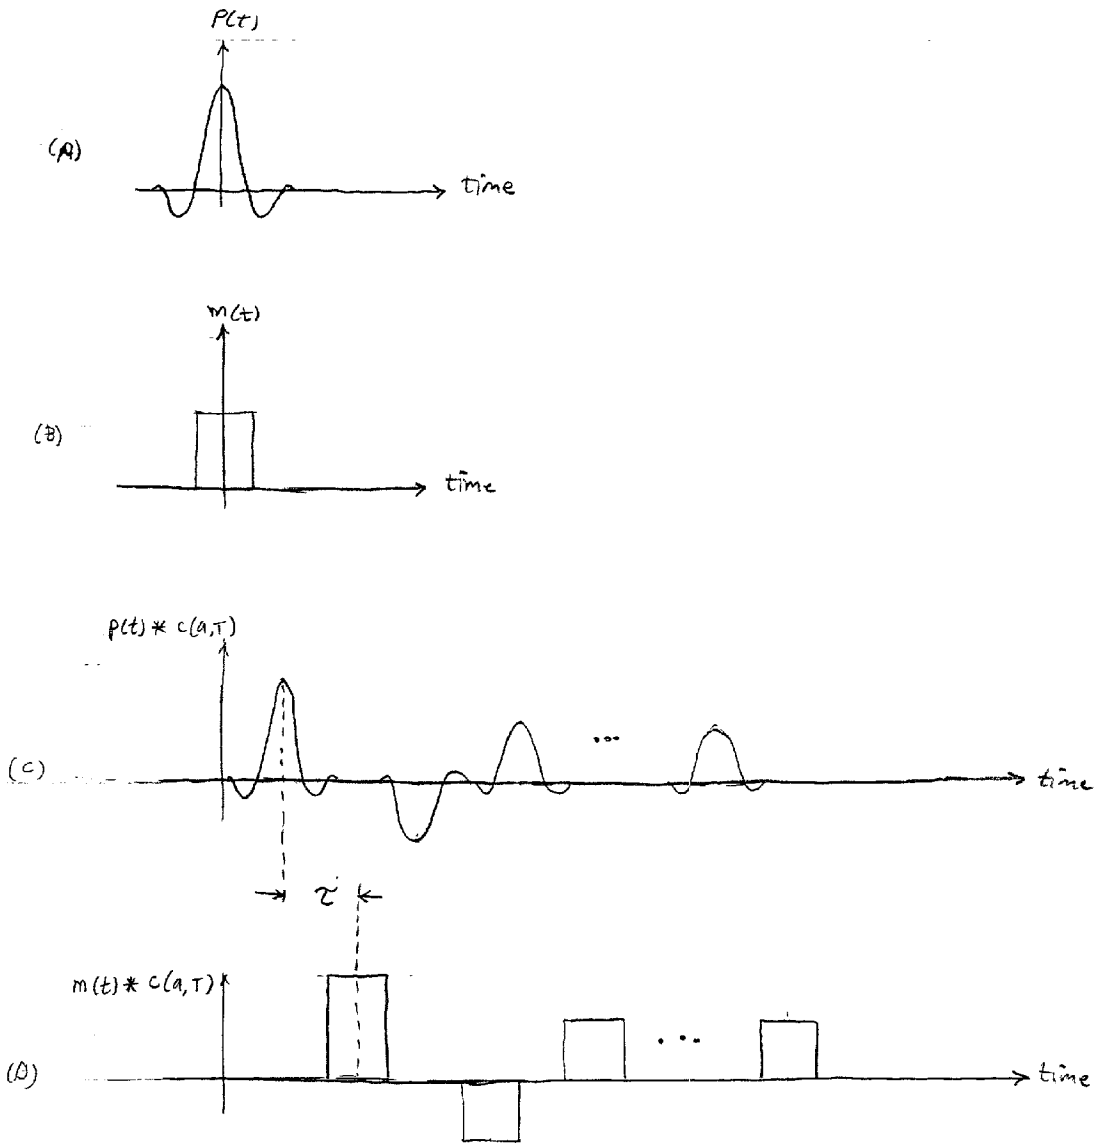 P(t)
(A)
time
m(t)
(B)
time
p(t) * c(a,T)
...
(C)
time
τ
m(t) * c(a,T)
...
(D)
time